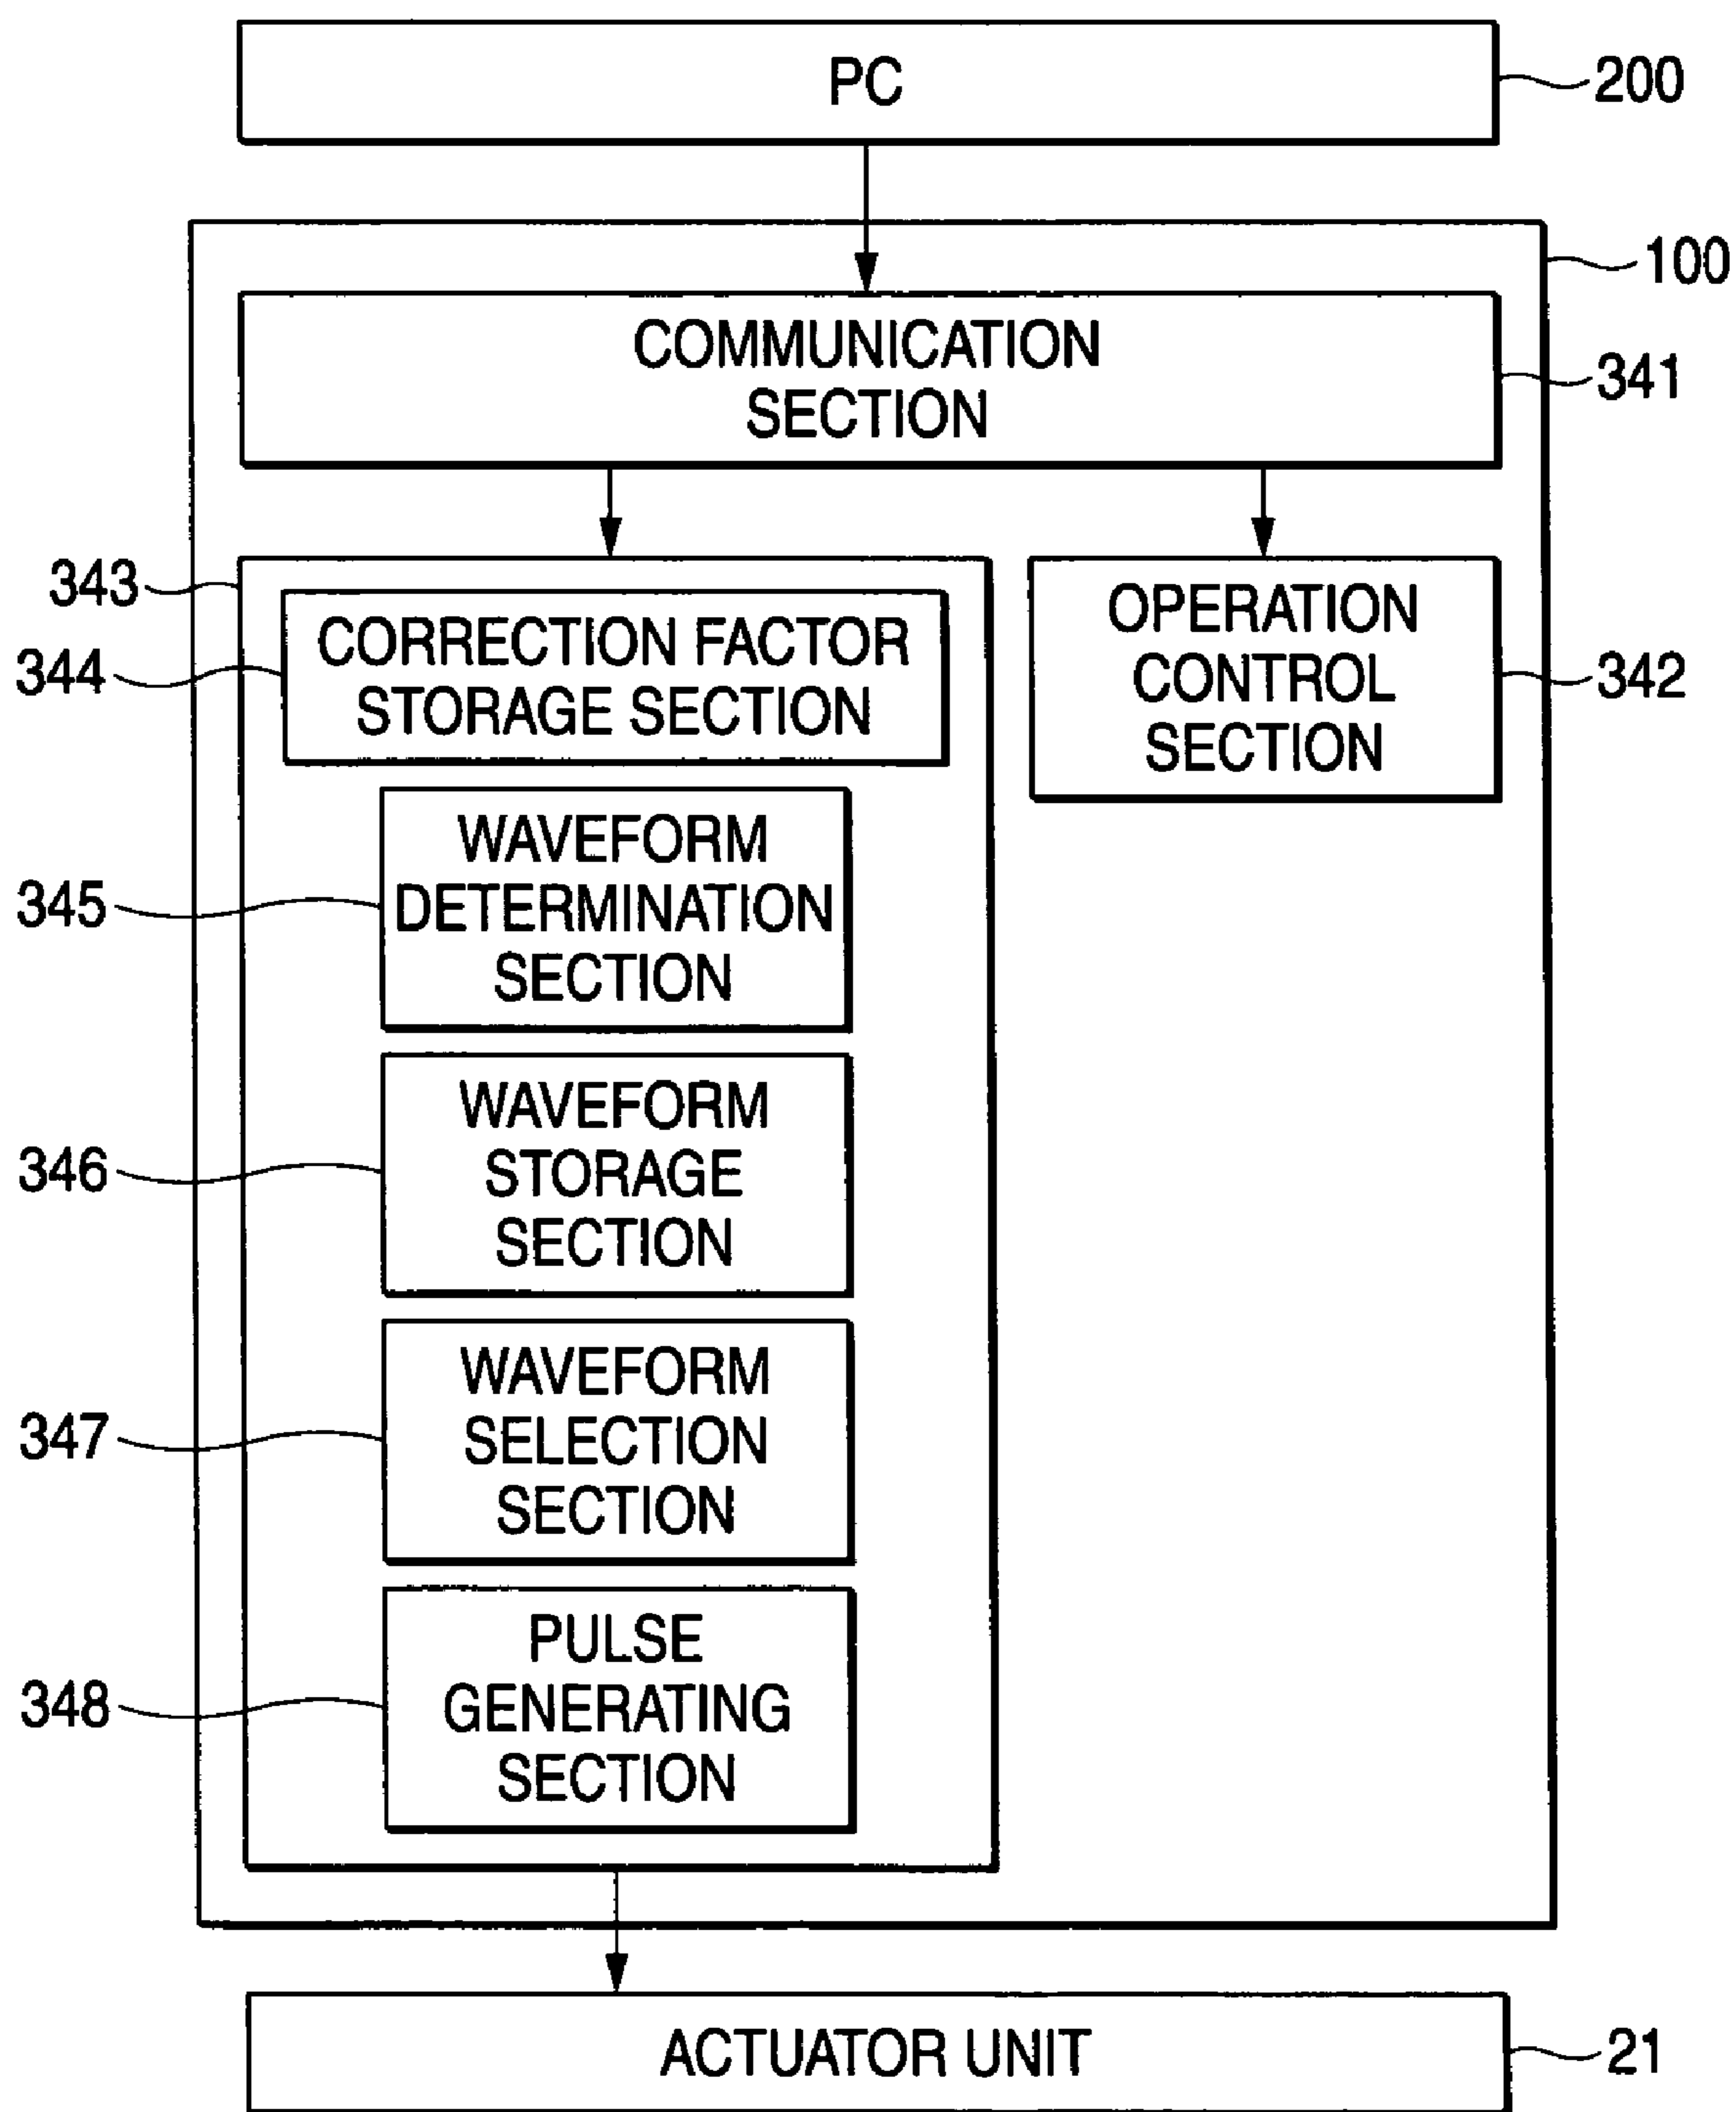 PC
200
100
COMMUNICATION
SECTION
341
343
344
CORRECTION FACTOR
STORAGE SECTION
OPERATION
CONTROL
SECTION
342
345
WAVEFORM
DETERMINATION
SECTION
346
WAVEFORM
STORAGE
SECTION
347
WAVEFORM
SELECTION
SECTION
348
PULSE
GENERATING
SECTION
ACTUATOR UNIT
21